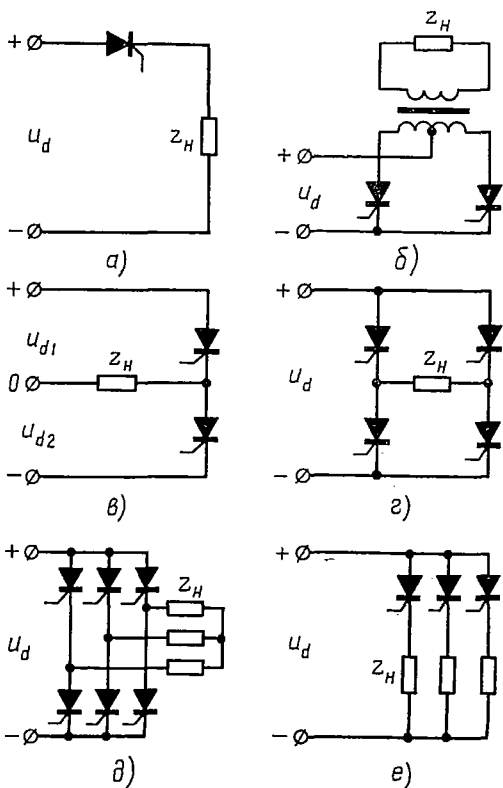 +
z_н
u_d
−
а)
z_н
+
u_d
−
б)
+
u_d1
z_н
0
u_d2
−
в)
+
z_н
u_d
−
г)
+
z_н
u_d
−
д)
+
u_d
z_н
−
е)